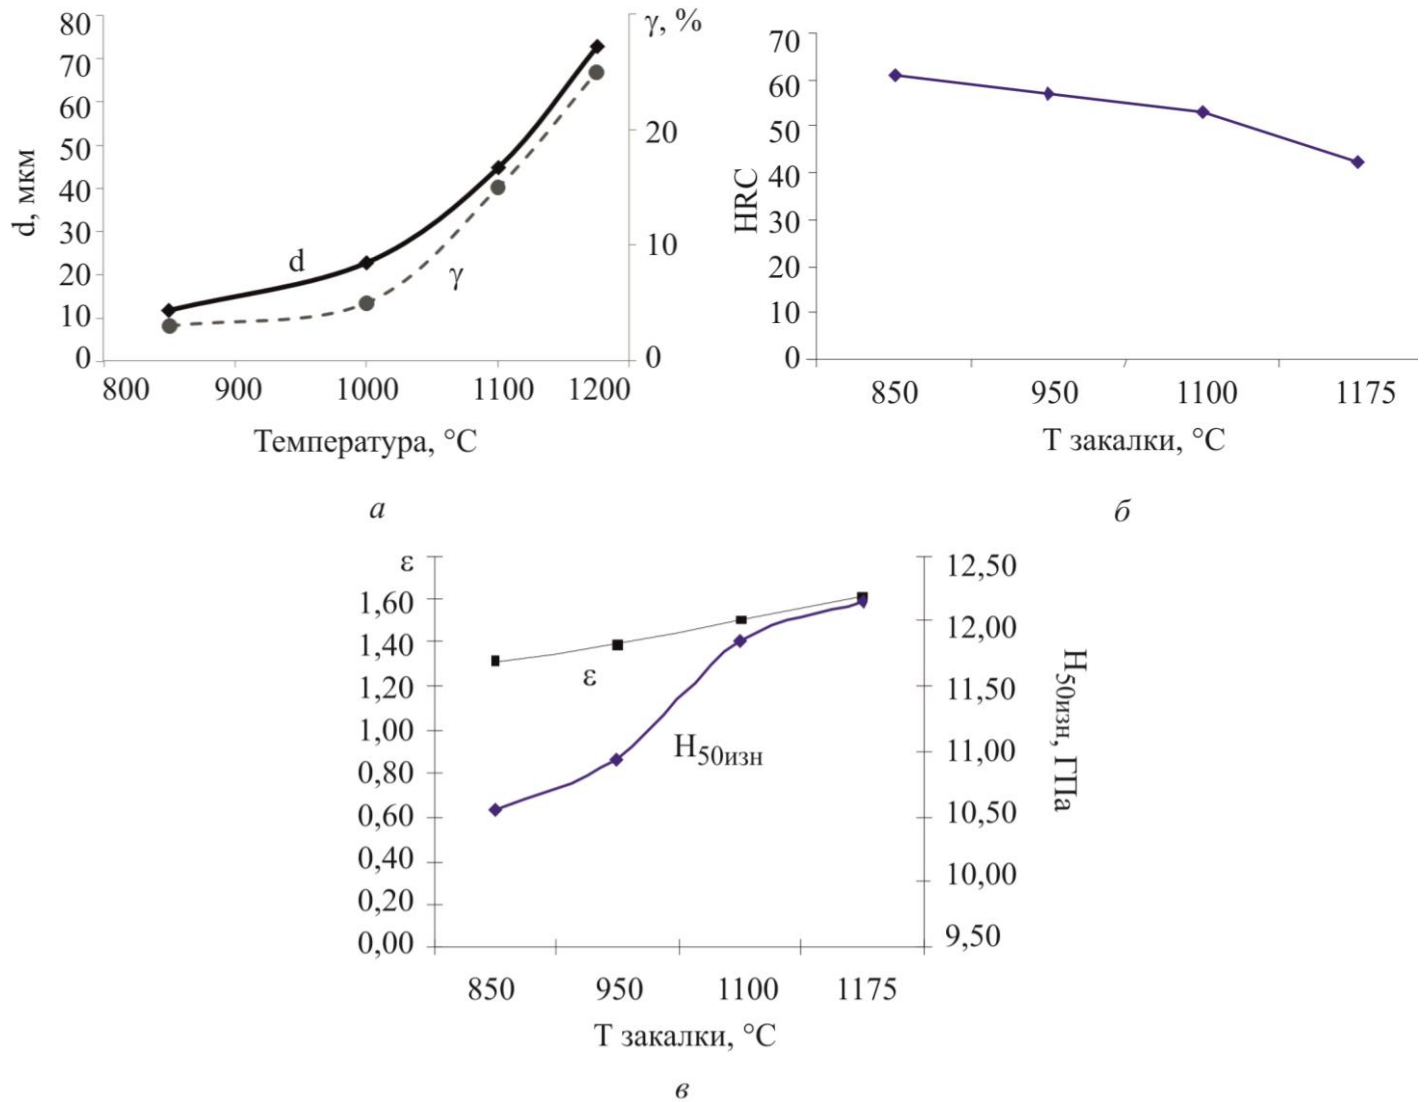 80
70
60
50
40
30
20
10
0
d, мкм
γ, %
20
10
0
d
γ
800 900 1000 1100 1200
Температура, °C
а
70
60
50
40
30
20
10
0
HRC
850 950 1100 1175
Т закалки, °C
б
ε
1,60
1,40
1,20
1,00
0,80
0,60
0,40
0,20
0,00
ε
H50изн
12,50
12,00
11,50
11,00
10,50
10,00
9,50
H50изн, ГПа
850 950 1100 1175
Т закалки, °C
в